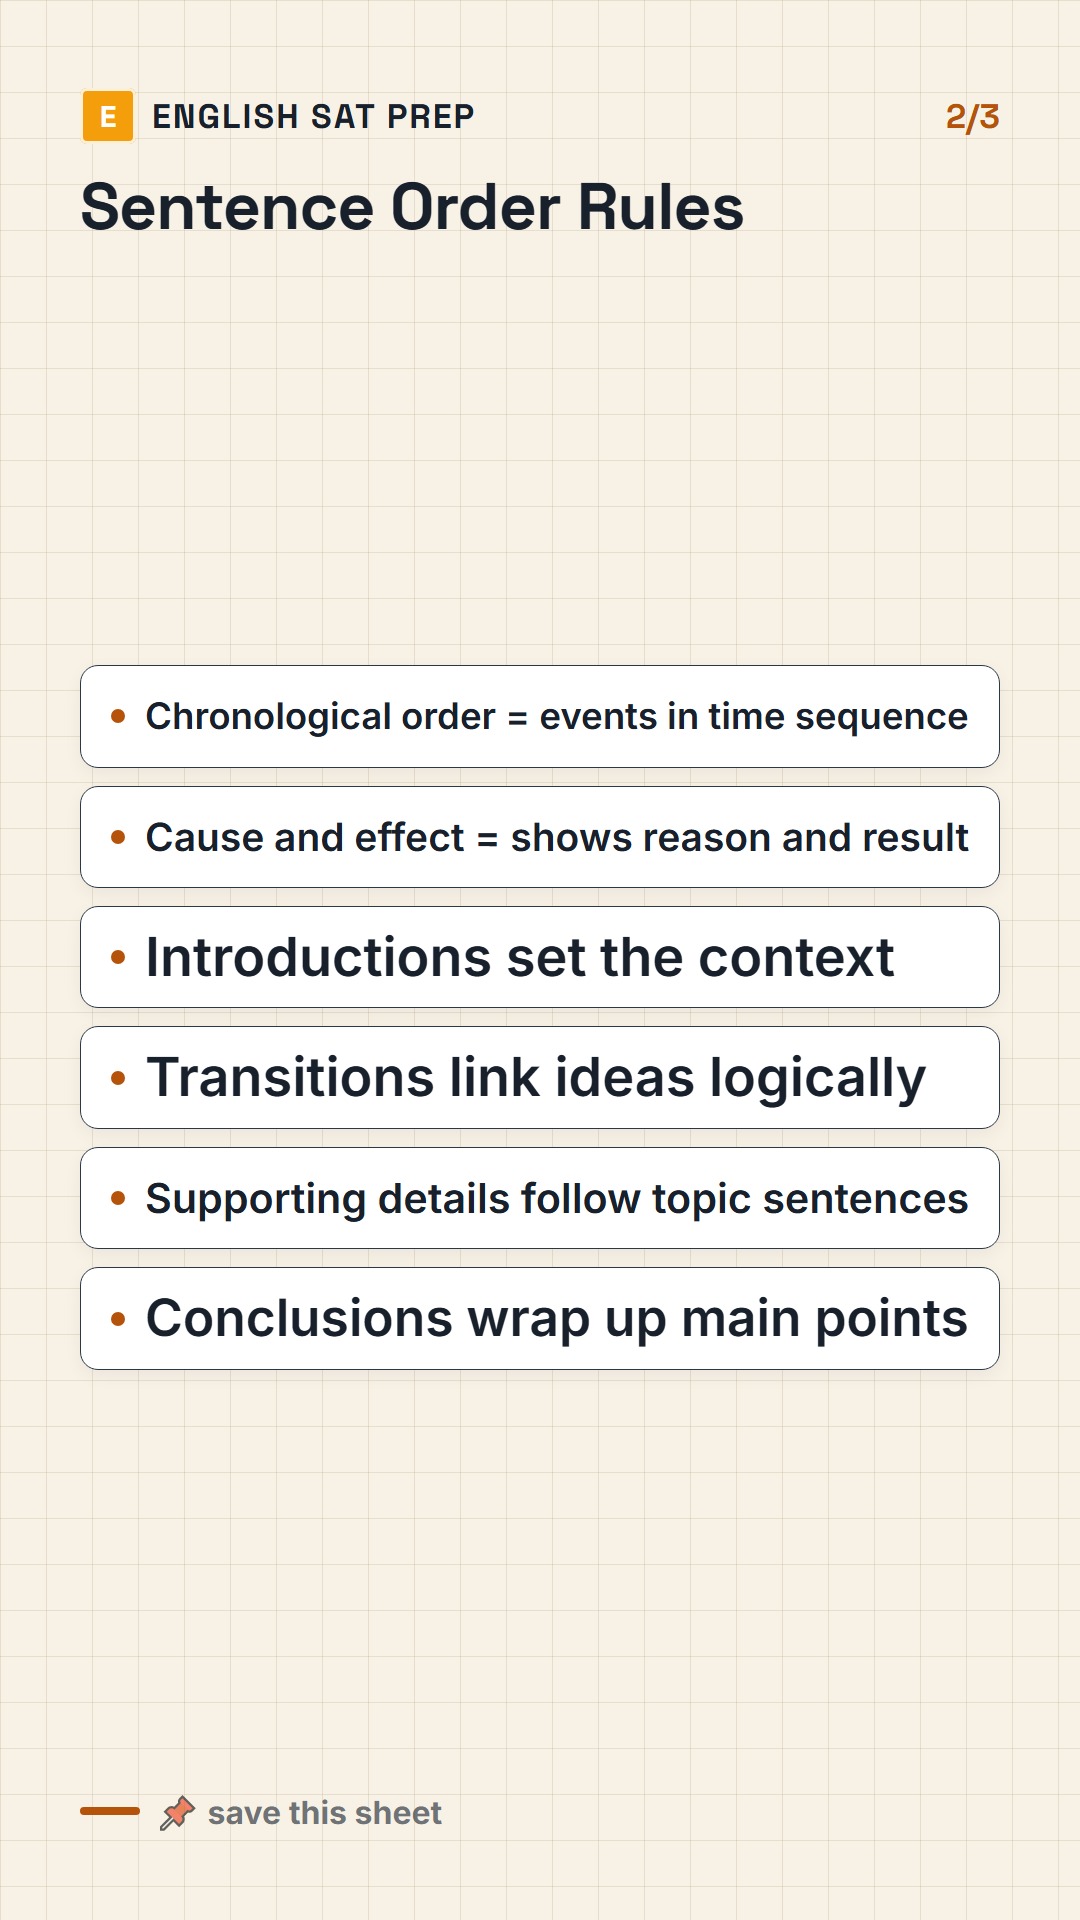 E ENGLISH SAT PREP 2/3
Sentence Order Rules
• Chronological order = events in time sequence
• Cause and effect = shows reason and result
• Introductions set the context
• Transitions link ideas logically
• Supporting details follow topic sentences
• Conclusions wrap up main points
📌 save this sheet